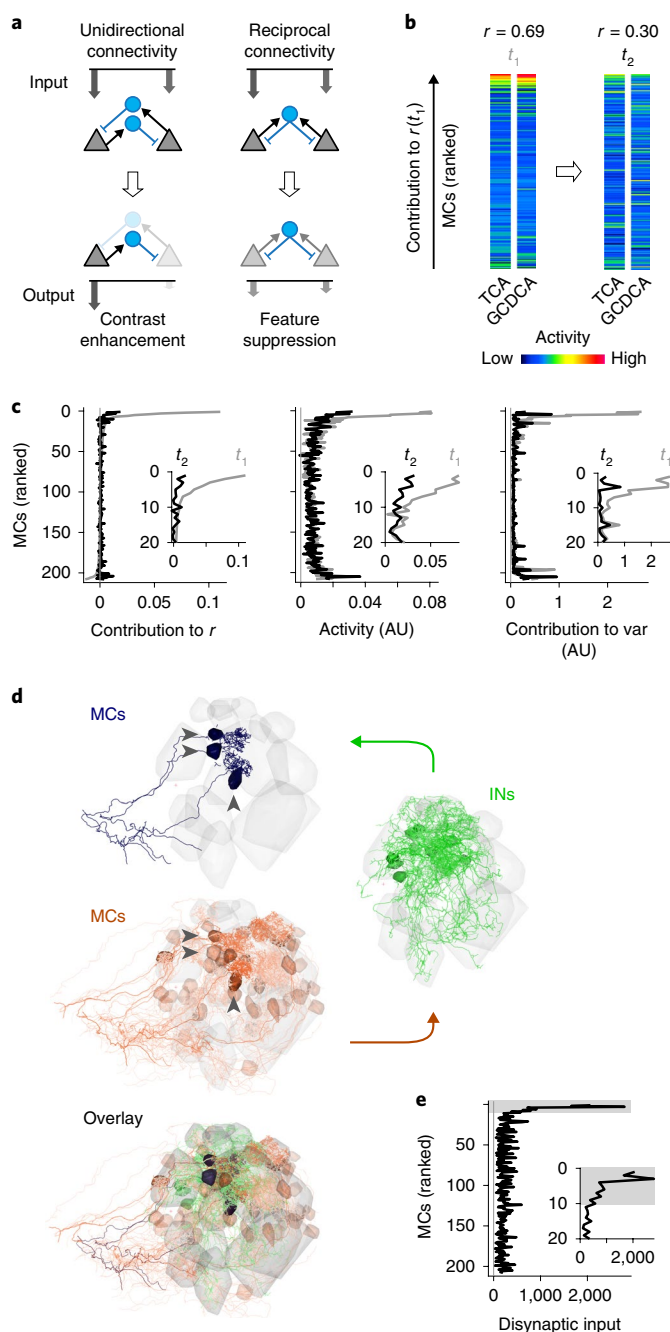 a
Unidirectional connectivity
Reciprocal connectivity
Input
Output
Contrast enhancement
Feature suppression
b
r = 0.69
r = 0.30
t1
t2
Contribution to r(t1)
MCs (ranked)
TCA
GCDCA
TCA
GCDCA
Activity
Low
High
c
MCs (ranked)
0
50
100
150
200
t2
t1
0
10
20
0
0.1
0
0.05
0.1
Contribution to r
t2
t1
0
10
20
0
0.05
0
0.04
0.08
Activity (AU)
t2
t1
0
10
20
0
1
2
0
1
2
Contribution to var (AU)
d
MCs
INs
MCs
Overlay
e
MCs (ranked)
50
100
150
200
0
10
20
0
2,000
0
1,000
2,000
Disynaptic input